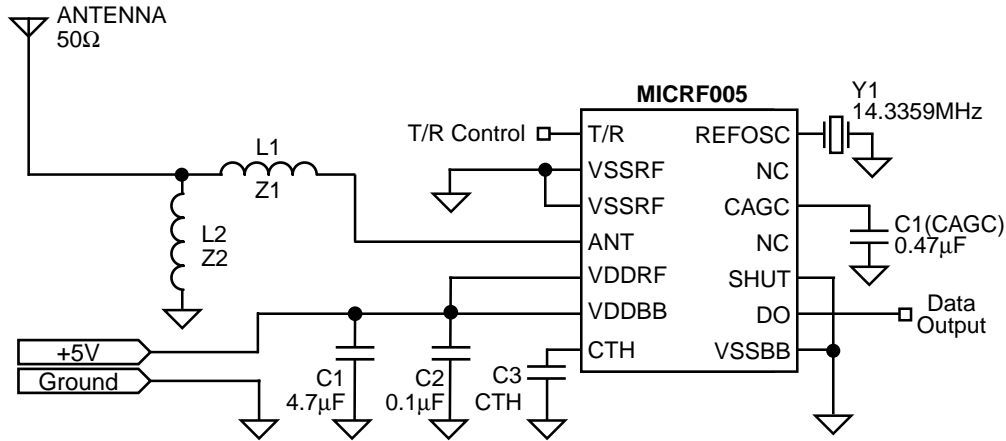 ANTENNA
50Ω
MICRF005
Y1
14.3359MHz
T/R Control
T/R
REFOSC
L1
Z1
VSSRF
NC
VSSRF
CAGC
C1(CAGC)
0.47µF
L2
Z2
ANT
NC
VDDRF
SHUT
VDDBB
DO
Data
Output
+5V
CTH
VSSBB
Ground
C1
4.7µF
C2
0.1µF
C3
CTH